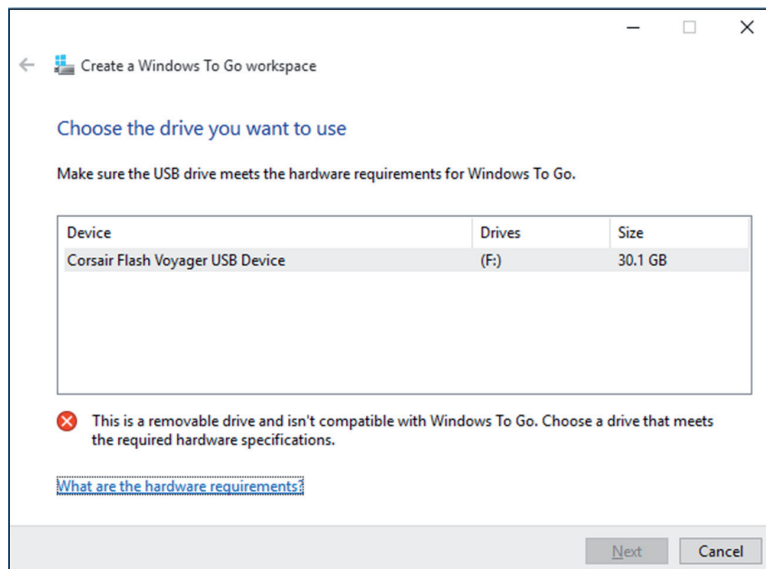 Create a Windows To Go workspace
Choose the drive you want to use
Make sure the USB drive meets the hardware requirements for Windows To Go.
Device Drives Size
Corsair Flash Voyager USB Device (F:) 30.1 GB
This is a removable drive and isn't compatible with Windows To Go. Choose a drive that meets
the required hardware specifications.
What are the hardware requirements?
Next Cancel